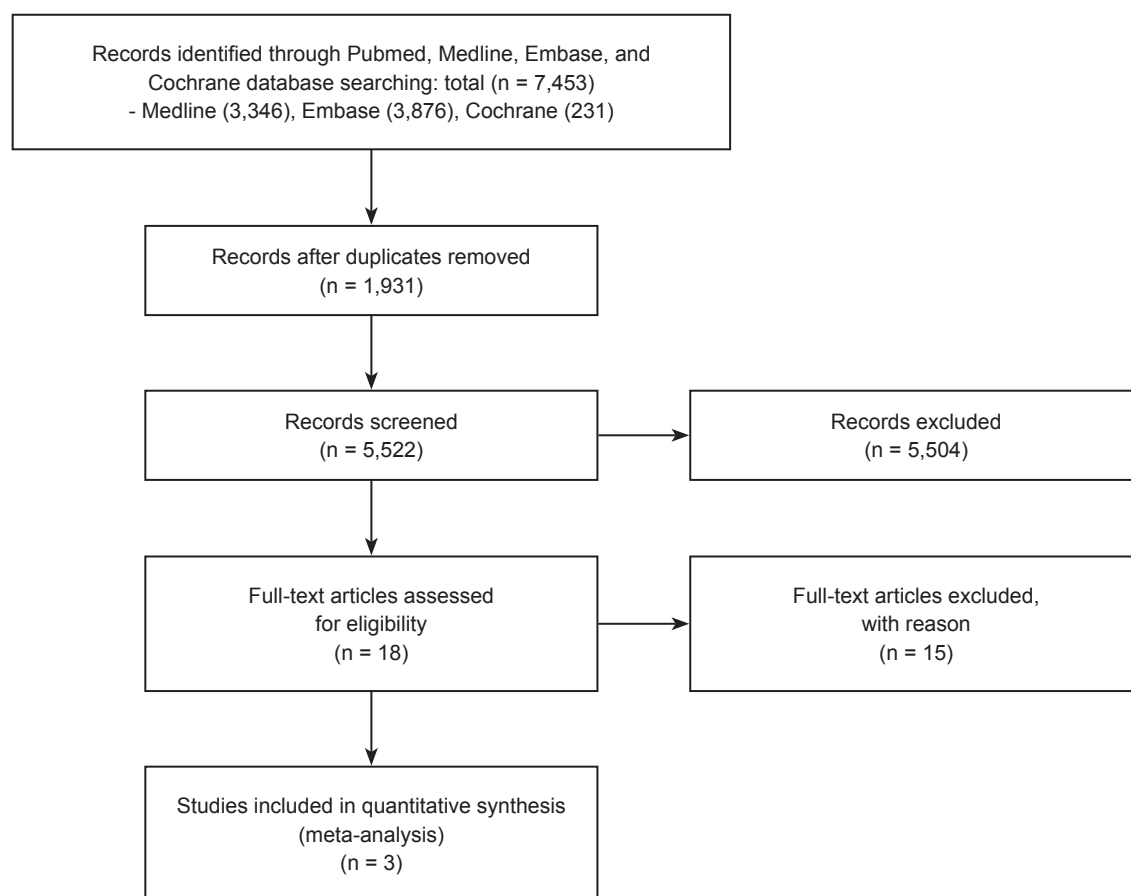 Records identified through Pubmed, Medline, Embase, and
Cochrane database searching: total (n = 7,453)
- Medline (3,346), Embase (3,876), Cochrane (231)
Records after duplicates removed
(n = 1,931)
Records screened
(n = 5,522)
Records excluded
(n = 5,504)
Full-text articles assessed
for eligibility
(n = 18)
Full-text articles excluded,
with reason
(n = 15)
Studies included in quantitative synthesis
(meta-analysis)
(n = 3)